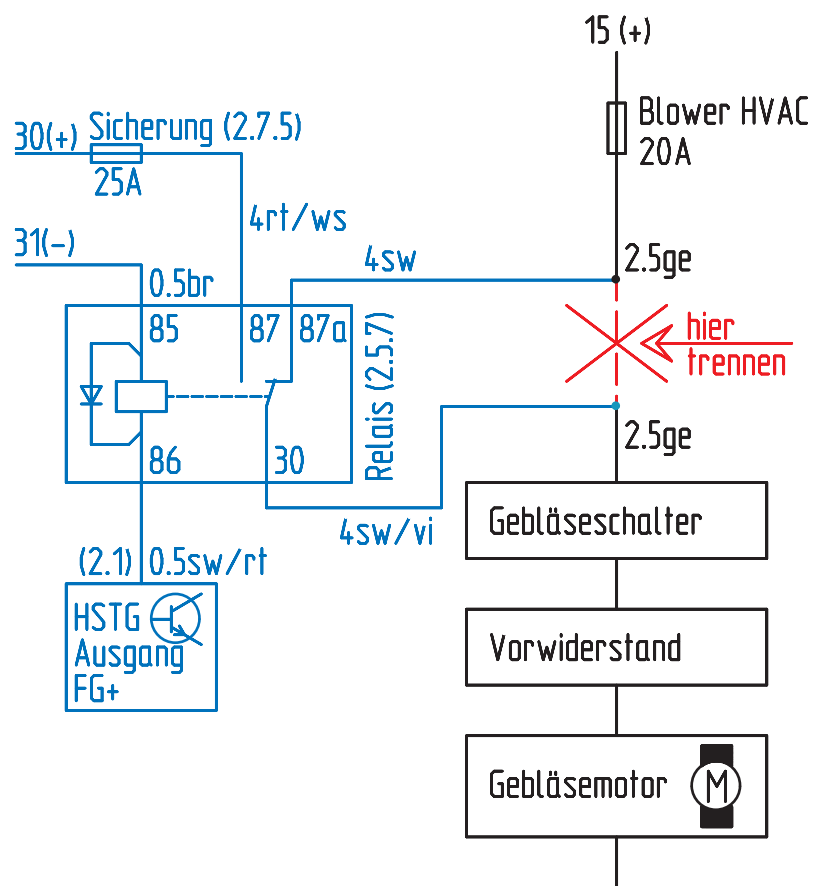 15 (+)
Blower HVAC
20A
30(+)
Sicherung (2.7.5)
25A
4rt/ws
31(-)
0.5br
4sw
2.5ge
85
87
87a
hier
trennen
Relais (2.5.7)
86
30
2.5ge
4sw/vi
Gebläseschalter
(2.1)
0.5sw/rt
HSTG
Ausgang
FG+
Vorwiderstand
Gebläsemotor
M